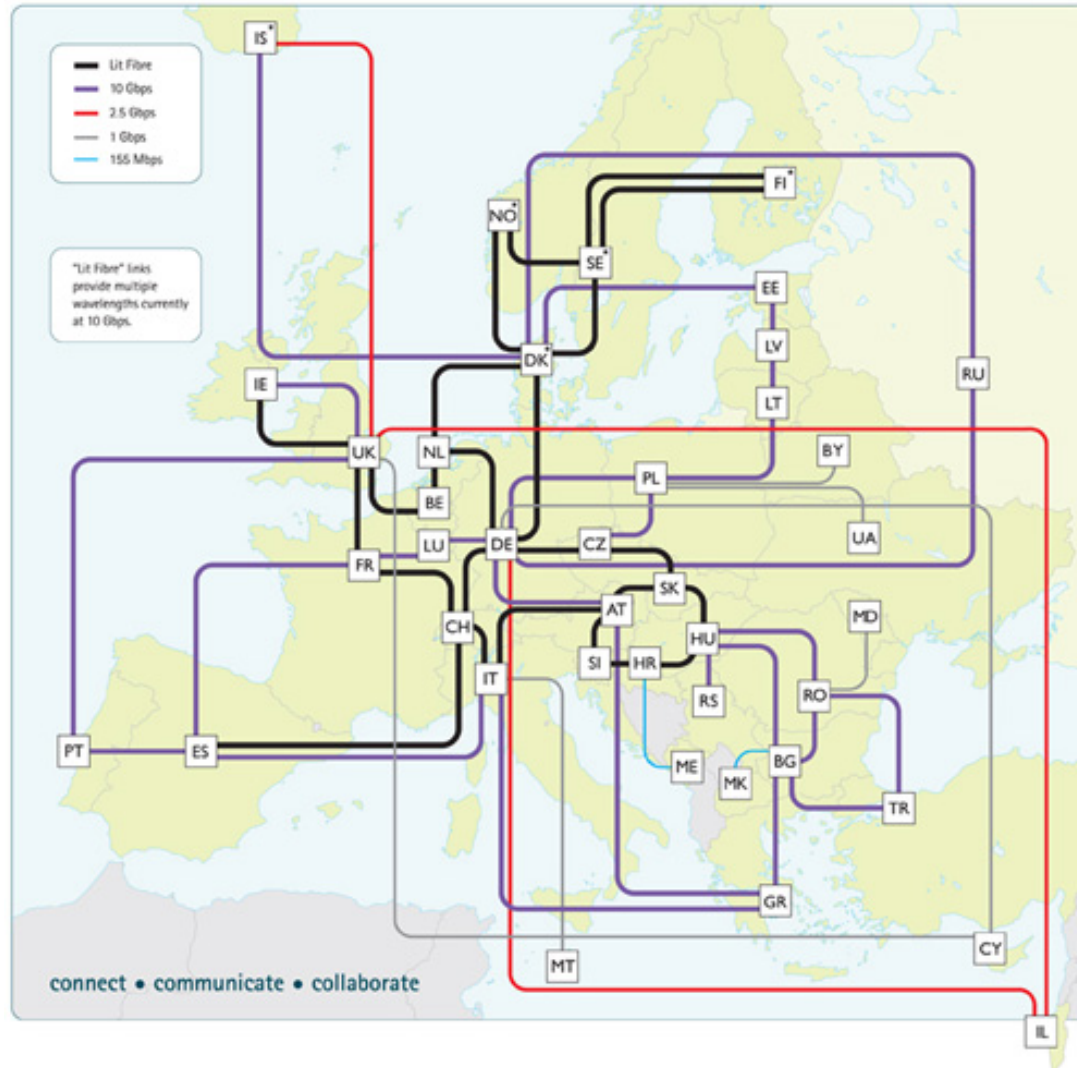 IS*
Lit Fibre
10 Gbps
2.5 Gbps
1 Gbps
155 Mbps
FI*
NO*
"Lit Fibre" links
provide multiple
wavelengths currently
at 10 Gbps.
SE*
EE
LV
DK*
RU
IE
LT
UK
NL
BY
PL
BE
UA
LU
DE
CZ
FR
SK
AT
MD
CH
HU
SI
HR
IT
RO
RS
PT
ES
ME
BG
MK
TR
GR
CY
MT
connect • communicate • collaborate
IL